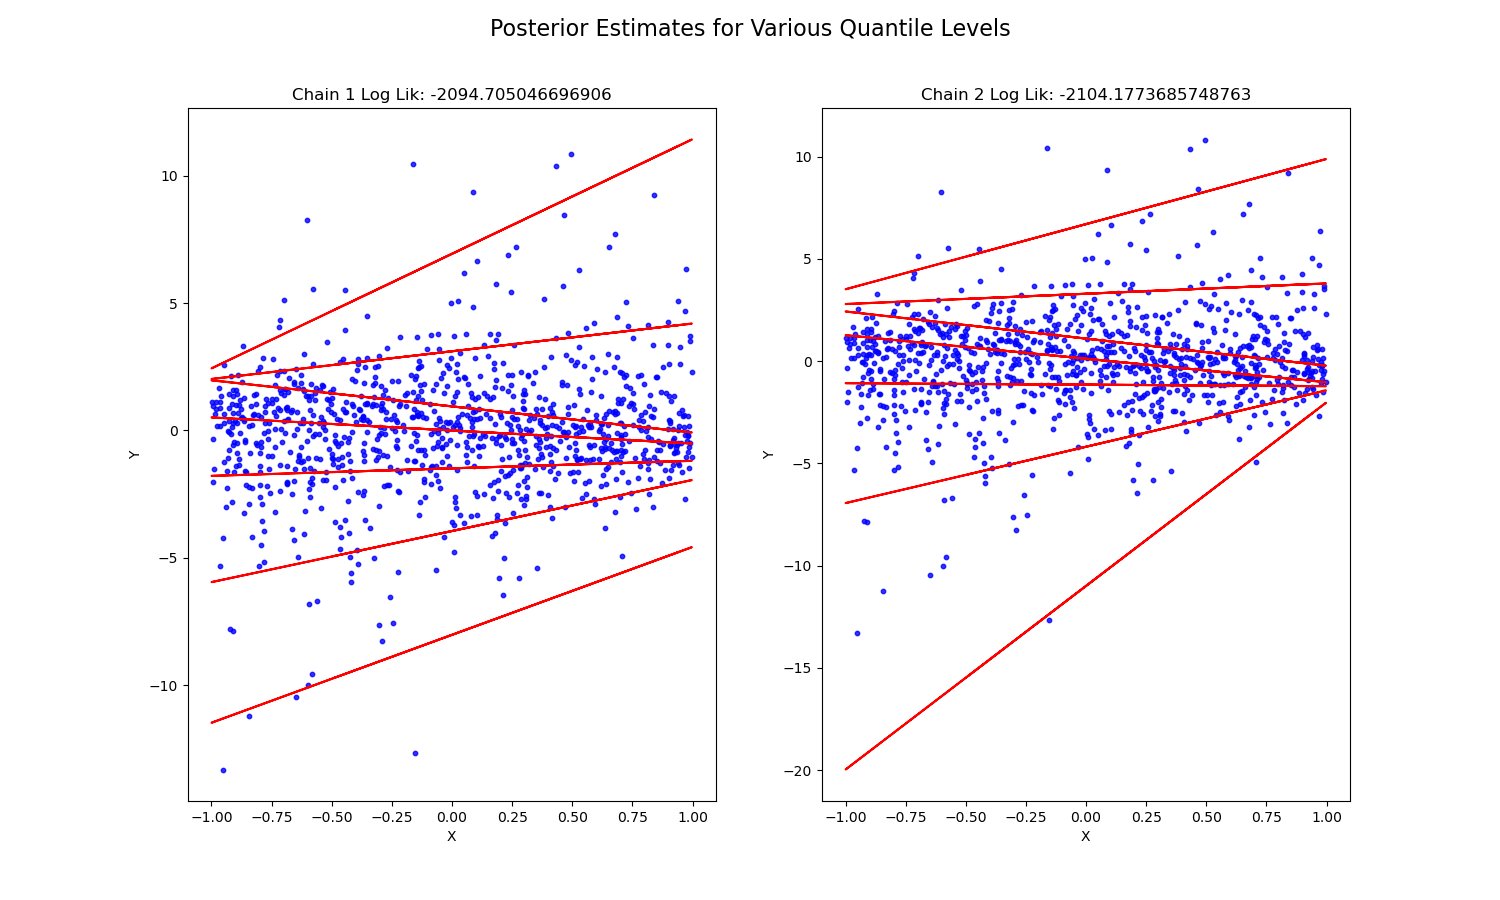 Posterior Estimates for Various Quantile Levels
Chain 1 Log Lik: -2094.705046696906
Chain 2 Log Lik: -2104.1773685748763
10
5
0
−5
−10
Y
−1.00 −0.75 −0.50 −0.25 0.00 0.25 0.50 0.75 1.00
X
10
5
0
−5
−10
−15
−20
Y
−1.00 −0.75 −0.50 −0.25 0.00 0.25 0.50 0.75 1.00
X